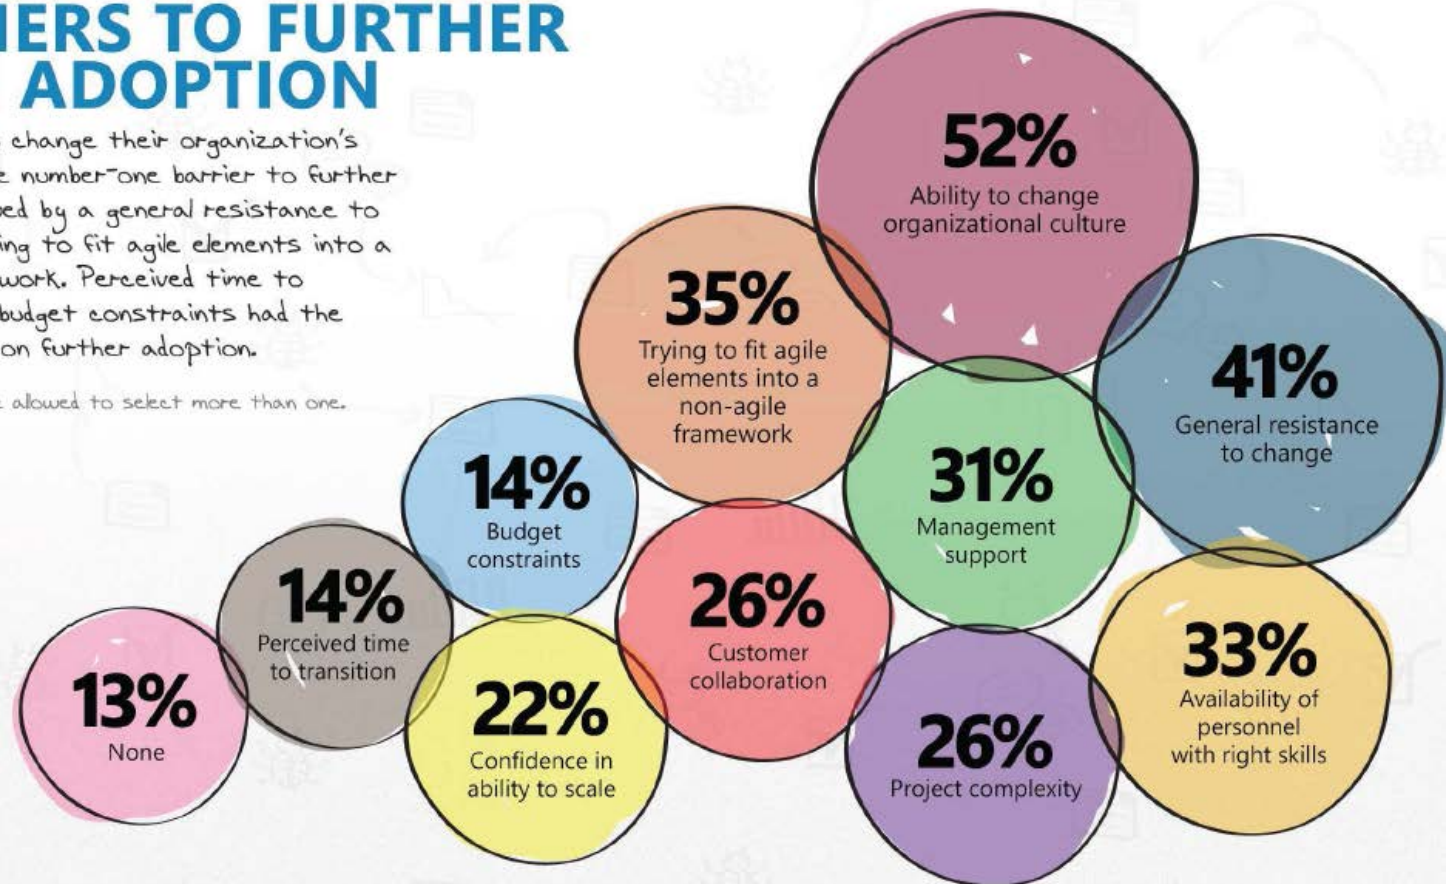 IERS TO FURTHER
ADOPTION
change their organization's
number-one barrier to further
by a general resistance to
to fit agile elements into a
Perceived time to
budget constraints had the
on further adoption.
allowed to select more than one.
52%
Ability to change
organizational culture
35%
Trying to fit agile
elements into a
non-agile
framework
41%
General resistance
to change
14%
Budget
constraints
31%
Management
support
14%
Perceived time
to transition
26%
Customer
collaboration
33%
Availability of
personnel
with right skills
13%
None
22%
Confidence in
ability to scale
26%
Project complexity